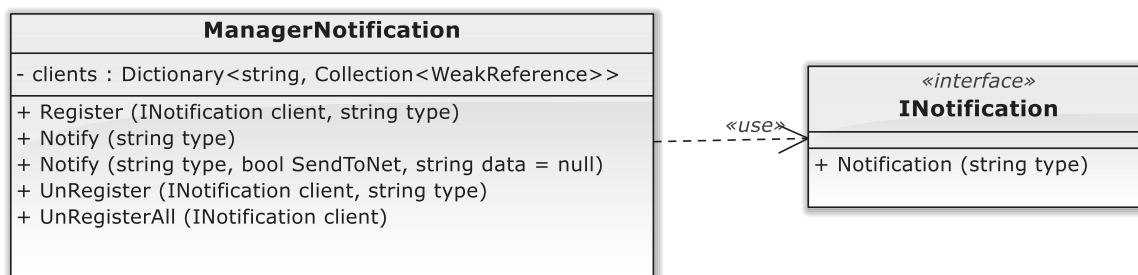 ManagerNotification
- clients : Dictionary<string, Collection<WeakReference>>
+ Register (INotification client, string type)
+ Notify (string type)
+ Notify (string type, bool SendToNet, string data = null)
+ UnRegister (INotification client, string type)
+ UnRegisterAll (INotification client)
«use»
«interface»
INotification
+ Notification (string type)